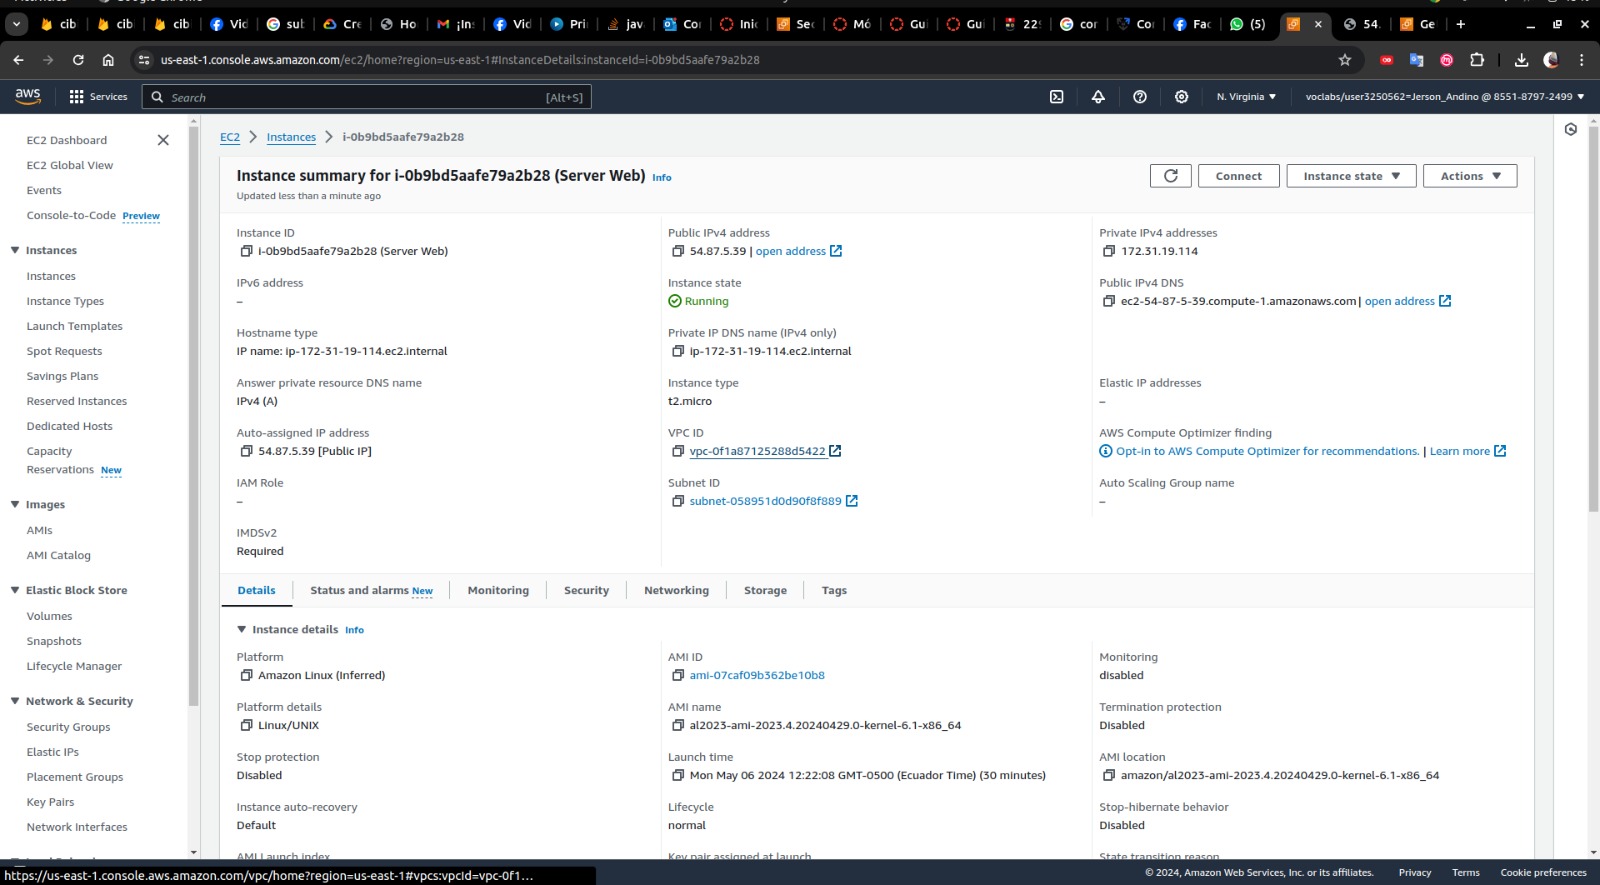 cib
cib
cib
Vid
sub
Cre
Ho
¡Ins
Vid
Pri
jav
Cor
Inic
Sec
Mó
Gui
Gui
229
cor
Cor
Fac
(5)
54.
Ge
us-east-1.console.aws.amazon.com/ec2/home?region=us-east-1#InstanceDetails:instanceId=i-0b9bd5aafe79a2b28
aws
Services
Search
[Alt+S]
N. Virginia
voclabs/user3250562=Jerson_Andino @ 8551-8797-2499
EC2 Dashboard
EC2 Global View
Events
Console-to-Code Preview
Instances
Instances
Instance Types
Launch Templates
Spot Requests
Savings Plans
Reserved Instances
Dedicated Hosts
Capacity
Reservations New
Images
AMIs
AMI Catalog
Elastic Block Store
Volumes
Snapshots
Lifecycle Manager
Network & Security
Security Groups
Elastic IPs
Placement Groups
Key Pairs
Network Interfaces
EC2 > Instances > i-0b9bd5aafe79a2b28
Instance summary for i-0b9bd5aafe79a2b28 (Server Web) Info
Updated less than a minute ago
Connect
Instance state
Actions
Instance ID
i-0b9bd5aafe79a2b28 (Server Web)
Public IPv4 address
54.87.5.39 | open address
Private IPv4 addresses
172.31.19.114
IPv6 address
–
Instance state
Running
Public IPv4 DNS
ec2-54-87-5-39.compute-1.amazonaws.com | open address
Hostname type
IP name: ip-172-31-19-114.ec2.internal
Private IP DNS name (IPv4 only)
ip-172-31-19-114.ec2.internal
Answer private resource DNS name
IPv4 (A)
Instance type
t2.micro
Elastic IP addresses
–
Auto-assigned IP address
54.87.5.39 [Public IP]
VPC ID
vpc-0f1a87125288d5422
AWS Compute Optimizer finding
Opt-in to AWS Compute Optimizer for recommendations. | Learn more
IAM Role
–
Subnet ID
subnet-058951d0d90f8f889
Auto Scaling Group name
–
IMDSv2
Required
Details
Status and alarms New
Monitoring
Security
Networking
Storage
Tags
Instance details Info
Platform
Amazon Linux (Inferred)
AMI ID
ami-07caf09b362be10b8
Monitoring
disabled
Platform details
Linux/UNIX
AMI name
al2023-ami-2023.4.20240429.0-kernel-6.1-x86_64
Termination protection
Disabled
Stop protection
Disabled
Launch time
Mon May 06 2024 12:22:08 GMT-0500 (Ecuador Time) (30 minutes)
AMI location
amazon/al2023-ami-2023.4.20240429.0-kernel-6.1-x86_64
Instance auto-recovery
Default
Lifecycle
normal
Stop-hibernate behavior
Disabled
AMI Launch index
Key pair assigned at launch
State transition reason
https://us-east-1.console.aws.amazon.com/vpc/home?region=us-east-1#vpcs:vpcId=vpc-0f1...
© 2024, Amazon Web Services, Inc. or its affiliates.
Privacy
Terms
Cookie preferences